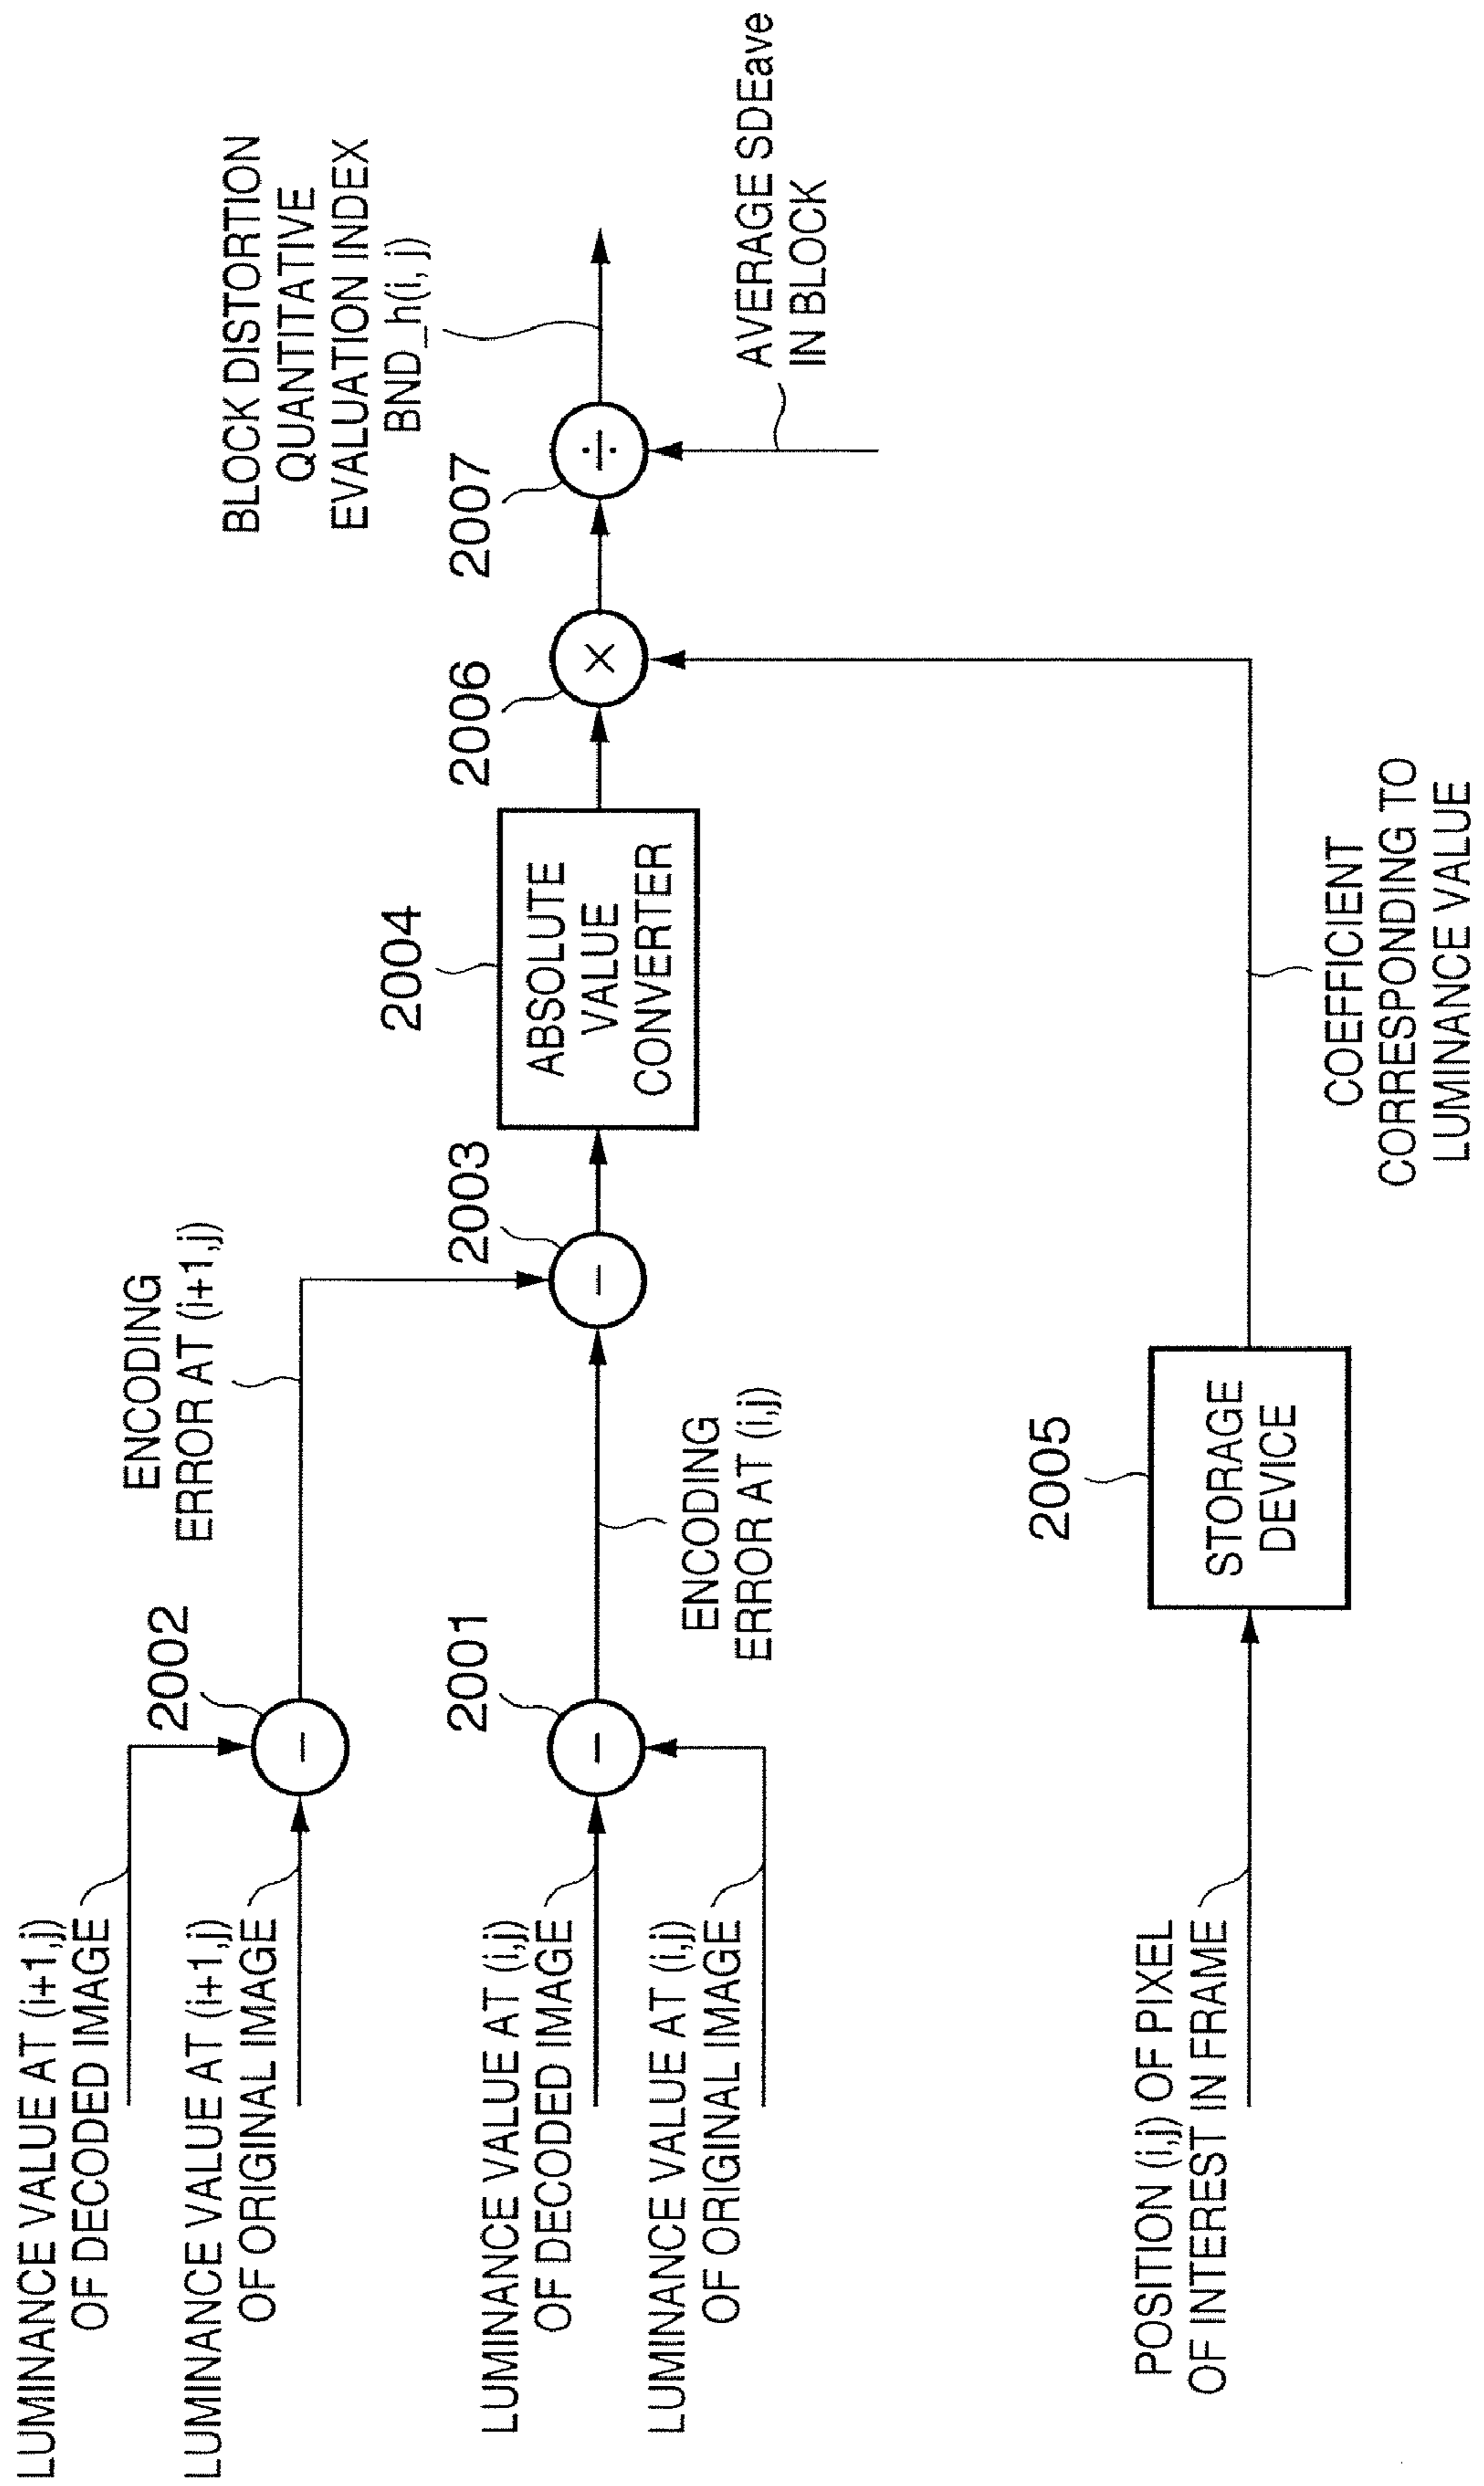 LUMINANCE VALUE AT (i+1,j)
OF DECODED IMAGE
LUMINANCE VALUE AT (i+1,j)
OF ORIGINAL IMAGE
2002
ENCODING
ERROR AT (i+1,j)
LUMINANCE VALUE AT (i,j)
OF DECODED IMAGE
LUMINANCE VALUE AT (i,j)
OF ORIGINAL IMAGE
2001
ENCODING
ERROR AT (i,j)
2003
2004
ABSOLUTE
VALUE
CONVERTER
2006
×
2007
÷
BLOCK DISTORTION
QUANTITATIVE
EVALUATION INDEX
BND_h(i, j)
AVERAGE SDEave
IN BLOCK
POSITION (i,j) OF PIXEL
OF INTEREST IN FRAME
2005
STORAGE
DEVICE
COEFFICIENT
CORRESPONDING TO
LUMINANCE VALUE